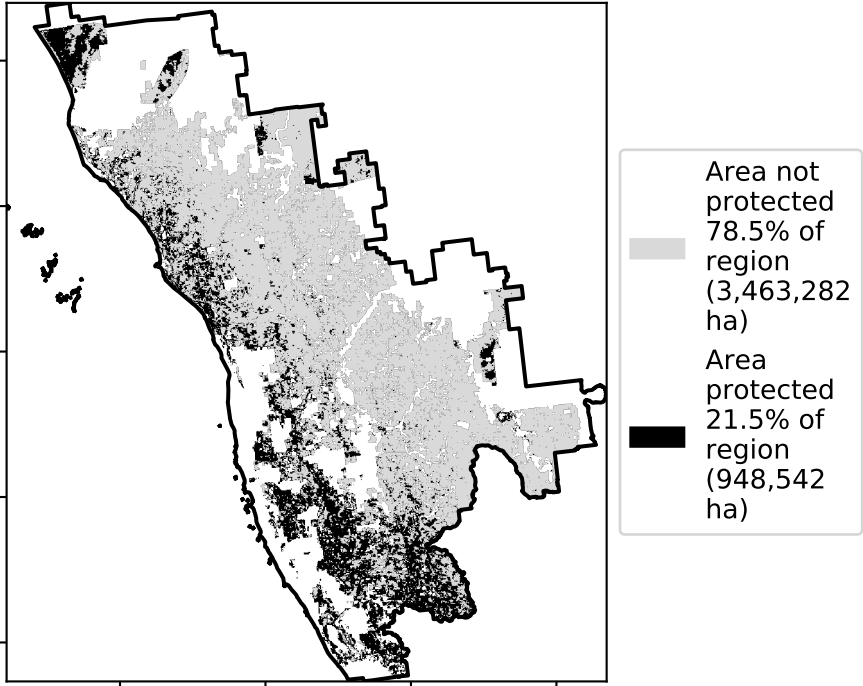 Area not
protected
78.5% of
region
(3,463,282
ha)
Area
protected
21.5% of
region
(948,542
ha)